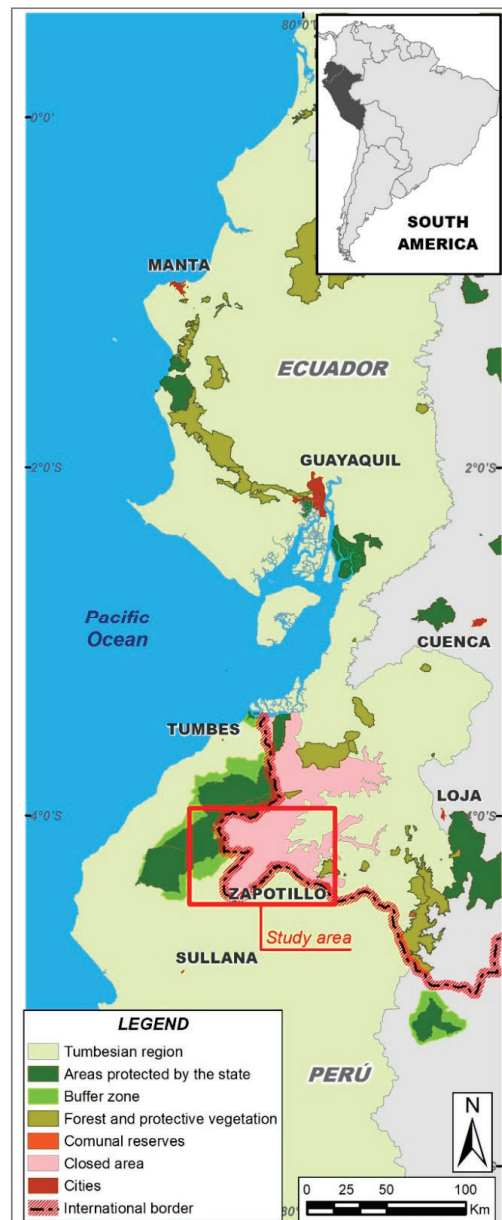 80°0'
0°0'
SOUTH
AMERICA
MANTA
ECUADOR
GUAYAQUIL
2°0'S
2°0'S
Pacific
Ocean
CUENCA
TUMBES
LOJA
4°0'S
4°0'S
ZAPOTILLO
Study area
SULLANA
LEGEND
Tumbesian region
Areas protected by the state
Buffer zone
Forest and protective vegetation
Comunal reserves
Closed area
Cities
International border
PERÚ
N
0 25 50 100
Km